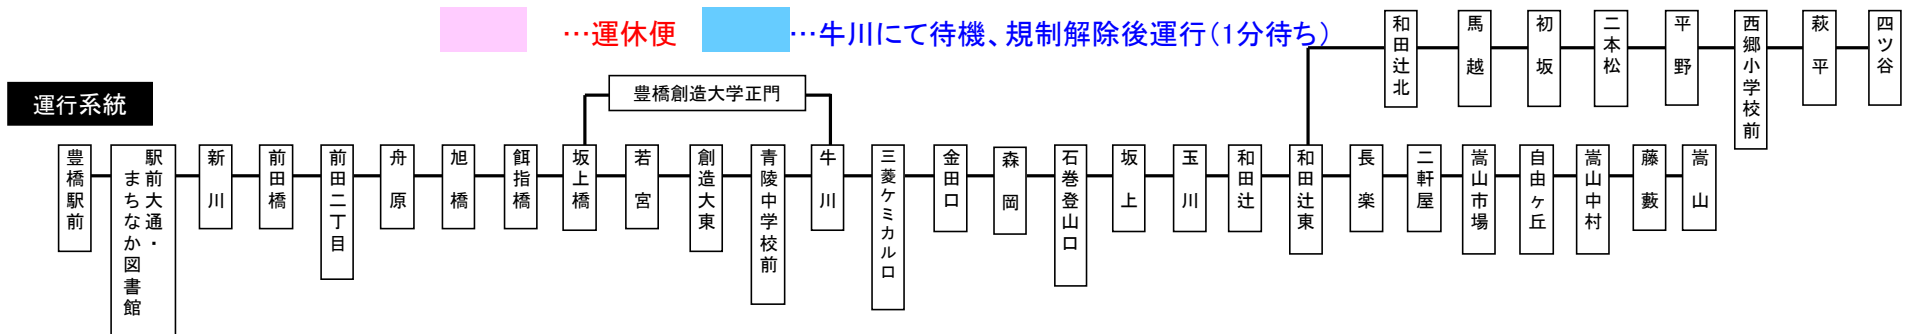 …運休便
…牛川にて待機、規制解除後運行(1分待ち)
運行系統
豊橋創造大学正門
和田辻北
馬越
初坂
二本松
平野
西郷小学校前
萩平
四ツ谷
豊橋駅前
駅前大通・
まちなか図書館
新川
前田橋
前田二丁目
舟原
旭橋
餌指橋
坂上橋
若宮
創造大東
青陵中学校前
牛川
三菱ケミカル口
金田口
森岡
石巻登山口
坂上
玉川
和田辻
和田辻東
長楽
二軒屋
嵩山市場
自由ヶ丘
嵩山中村
藤藪
嵩山